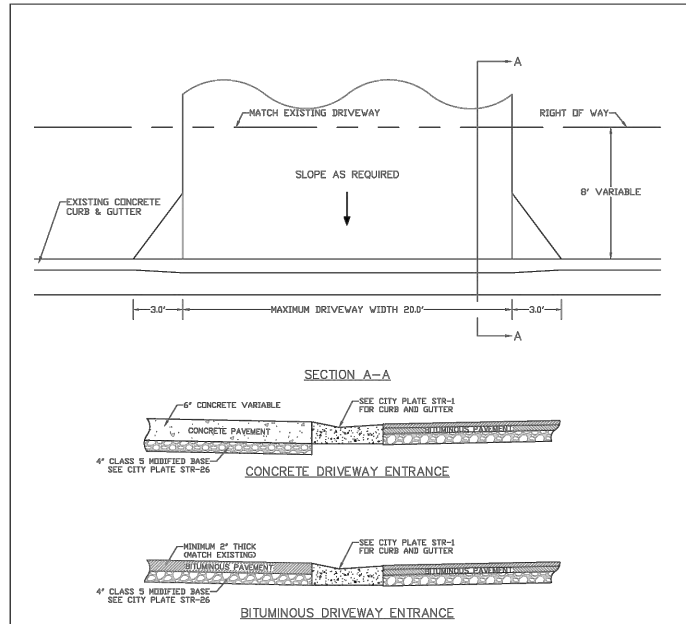 A
MATCH EXISTING DRIVEWAY
RIGHT OF WAY
SLOPE AS REQUIRED
8' VARIABLE
EXISTING CONCRETE
CURB & GUTTER
3.0'
MAXIMUM DRIVEWAY WIDTH 20.0'
3.0'
A
SECTION A-A
6" CONCRETE VARIABLE
SEE CITY PLATE STR-1
FOR CURB AND GUTTER
CONCRETE PAVEMENT
BITUMINOUS PAVEMENT
4" CLASS 5 MODIFIED BASE
SEE CITY PLATE STR-26
CONCRETE DRIVEWAY ENTRANCE
MINIMUM 2" THICK
(MATCH EXISTING)
SEE CITY PLATE STR-1
FOR CURB AND GUTTER
BITUMINOUS PAVEMENT
BITUMINOUS PAVEMENT
4" CLASS 5 MODIFIED BASE
SEE CITY PLATE STR-26
BITUMINOUS DRIVEWAY ENTRANCE